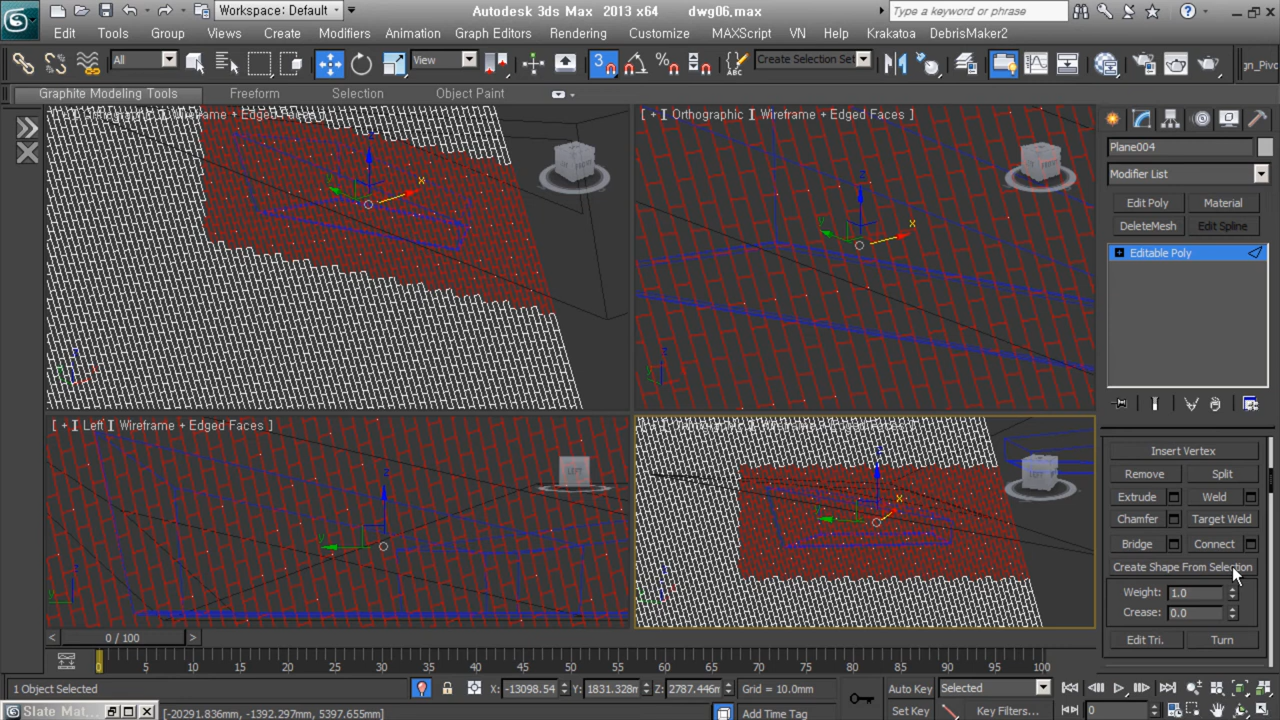 Workspace: Default
Autodesk 3ds Max 2013 x64 dwg06.max
Type a keyword or phrase
Edit Tools Group Views Create Modifiers Animation Graph Editors Rendering Customize MAXScript VN Help Krakatoa DebrisMaker2
All
View
3
Create Selection Set
gn_Pivo
Graphite Modeling Tools Freeform Selection Object Paint
[ + ] Orthographic ] Wireframe + Edged Faces ]
Plane004
Modifier List
Edit Poly Material
DeleteMesh Edit Spline
Editable Poly
[ + ] Left ] Wireframe + Edged Faces ]
LEFT
Insert Vertex
Remove Split
Extrude Weld
Chamfer Target Weld
Bridge Connect
Create Shape From Selection
Weight: 1.0
Crease: 0.0
Edit Tri. Turn
< 0 / 100 >
0 5 10 15 20 25 30 35 40 45 50 55 60 65 70 75 80 85 90 95 100
1 Object Selected X: -13098.54 Y: 1831.328m Z: 2787.446m Grid = 10.0mm Auto Key Selected
Slate Mat... [-20291.836mm, -1392.297mm, 5397.655mm] Add Time Tag Set Key Key Filters... 0